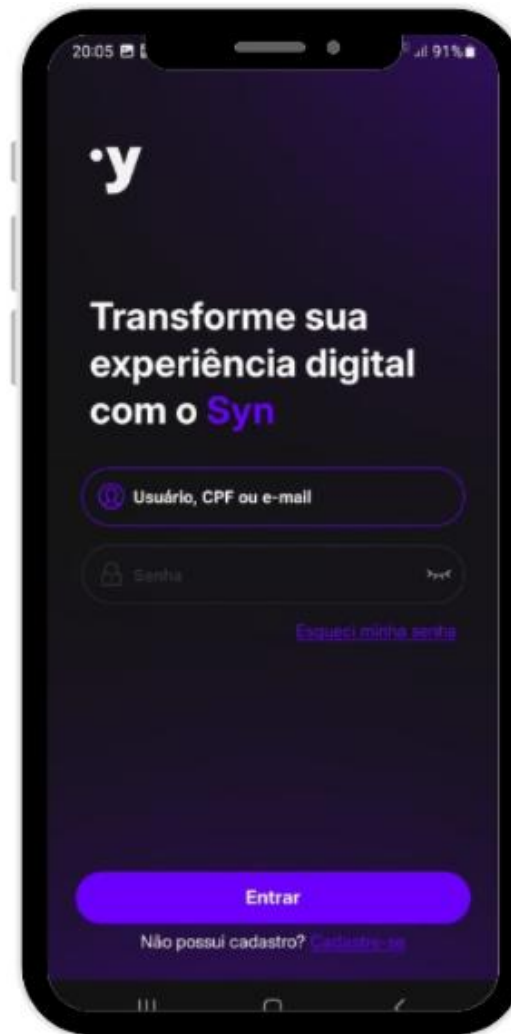 20:05
91%
·y
Transforme sua
experiência digital
com o Syn
Usuário, CPF ou e-mail
Senha
Esqueci minha senha
Entrar
Não possui cadastro? Cadastre-se